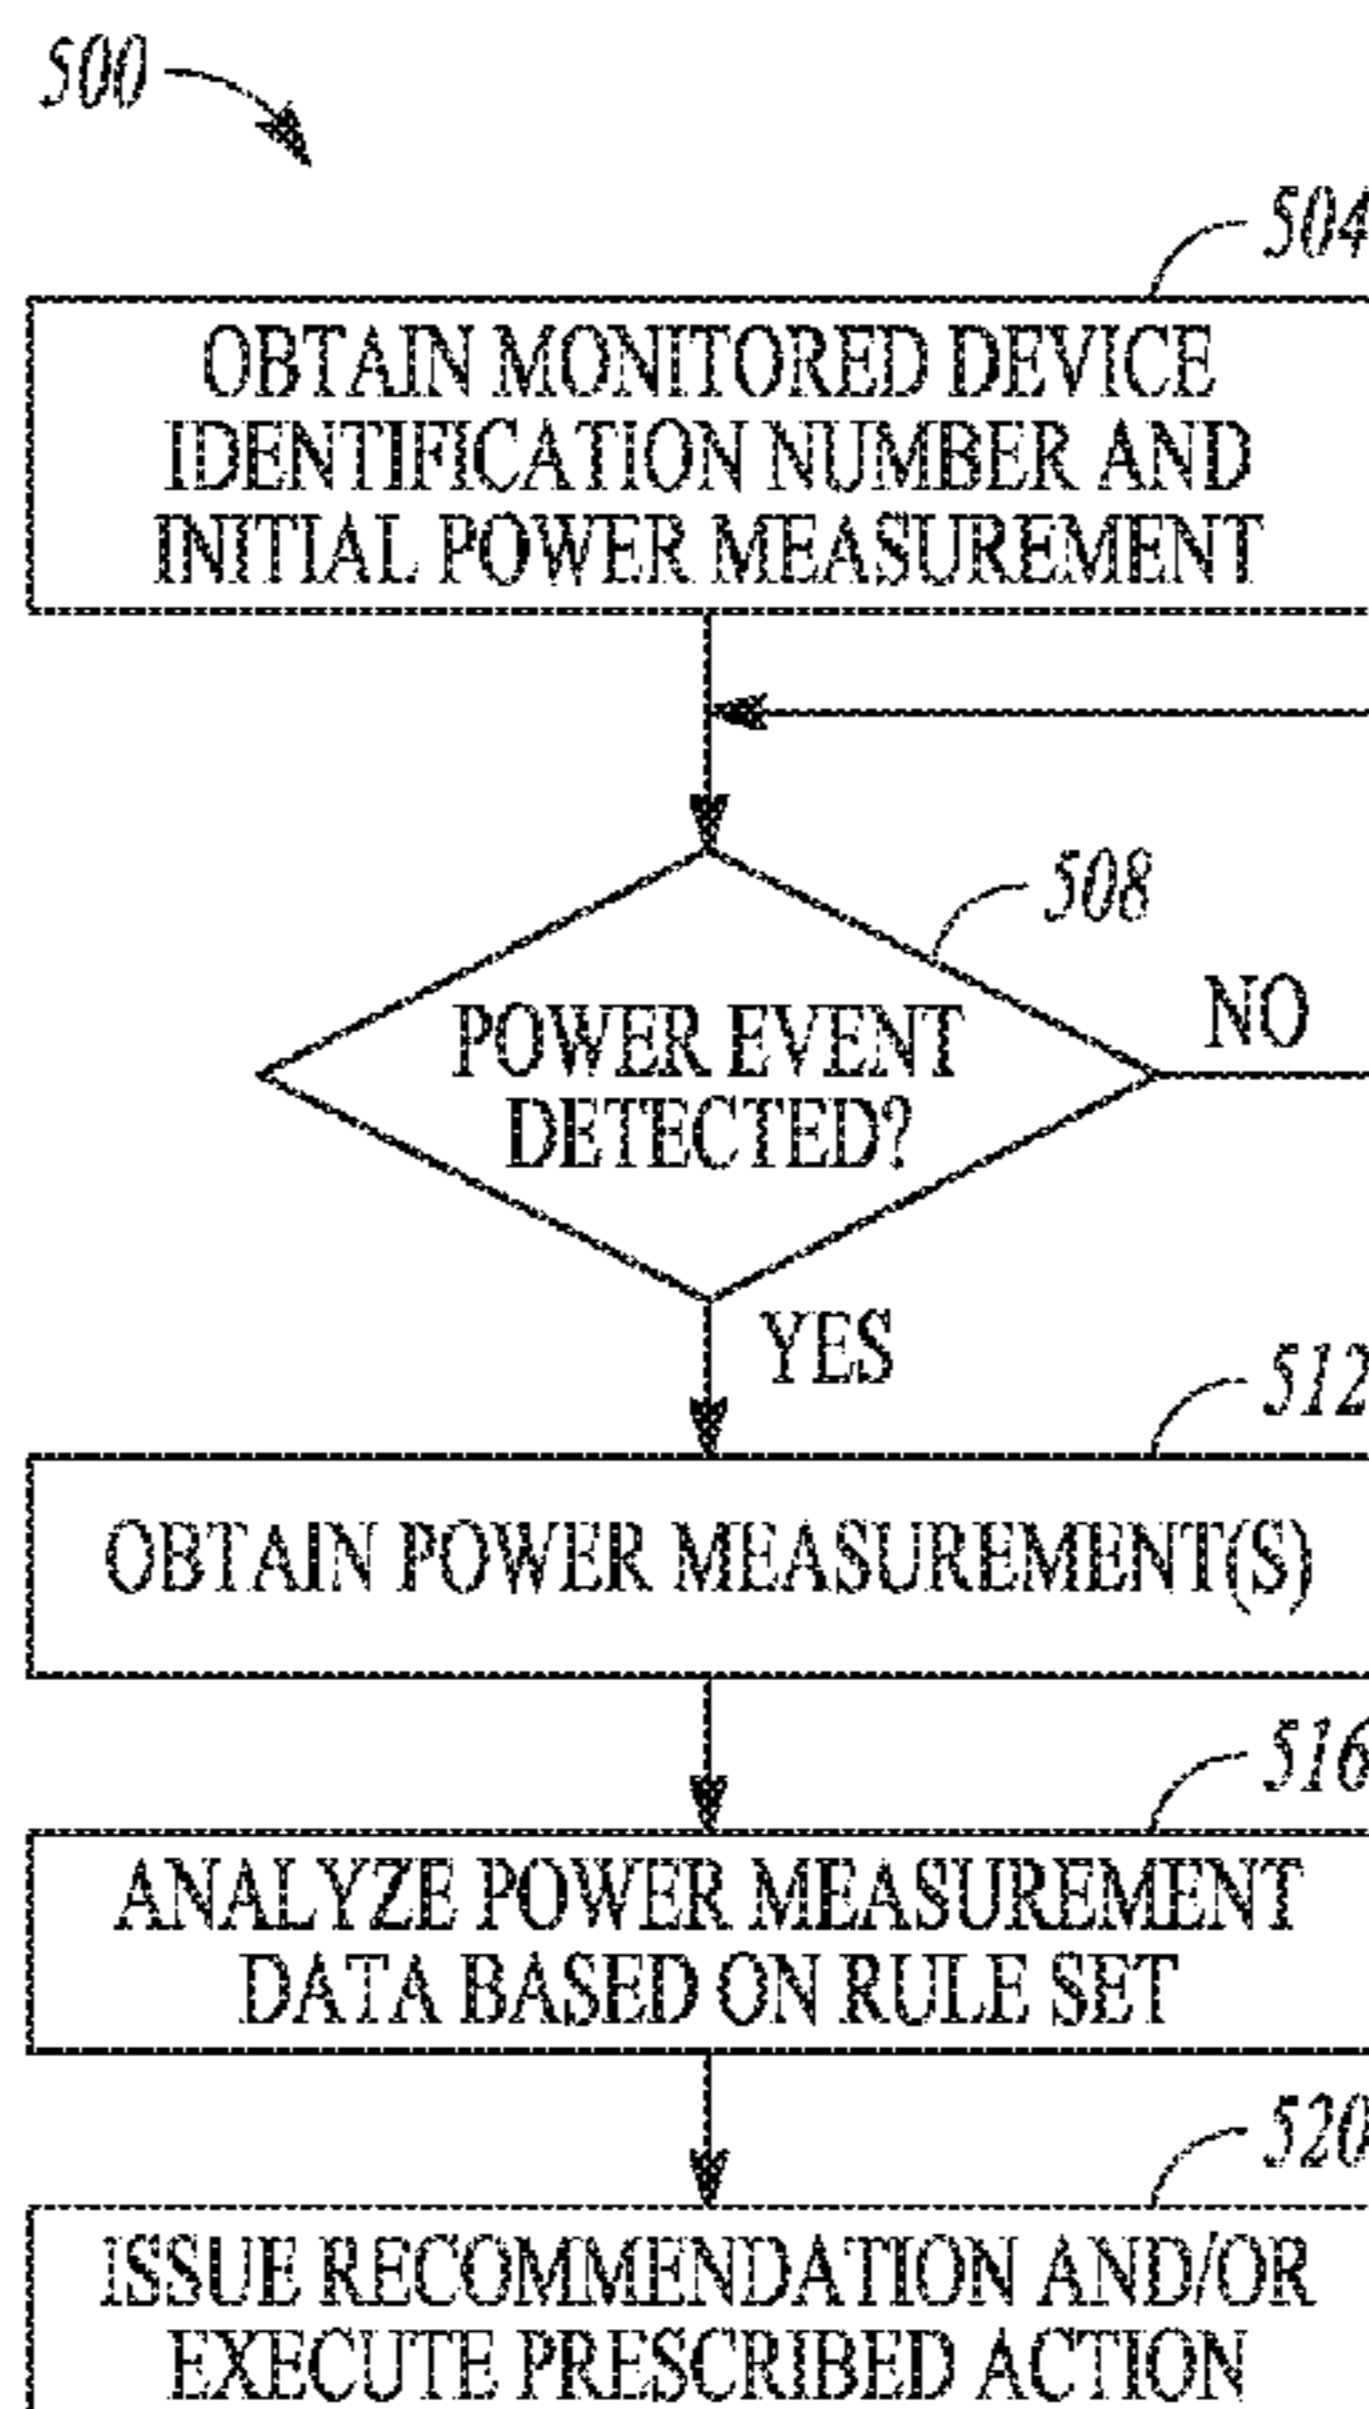 500
504
OBTAIN MONITORED DEVICE
IDENTIFICATION NUMBER AND
INITIAL POWER MEASUREMENT
508
POWER EVENT
DETECTED?
NO
YES
512
OBTAIN POWER MEASUREMENT(S)
516
ANALYZE POWER MEASUREMENT
DATA BASED ON RULE SET
520
ISSUE RECOMMENDATION AND/OR
EXECUTE PRESCRIBED ACTION